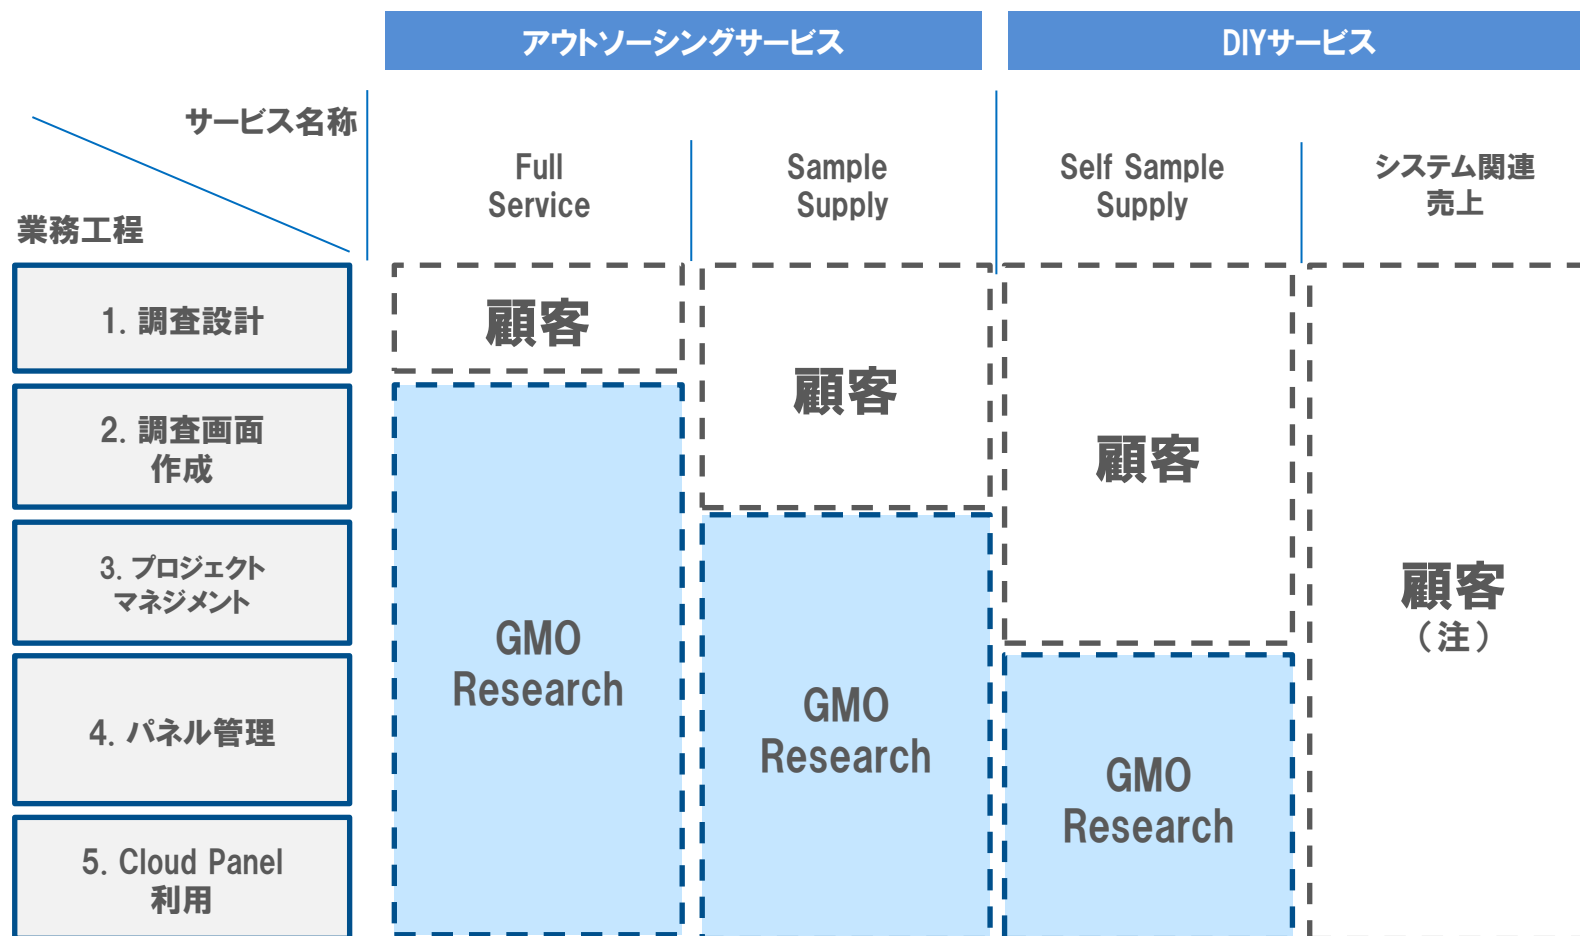 アウトソーシングサービス
DIYサービス
サービス名称
業務工程
Full
Service
Sample
Supply
Self Sample
Supply
システム関連
売上
1. 調査設計
2. 調査画面
作成
3. プロジェクト
マネジメント
4. パネル管理
5. Cloud Panel
利用
顧客
GMO
Research
顧客
GMO
Research
顧客
GMO
Research
顧客
（注）